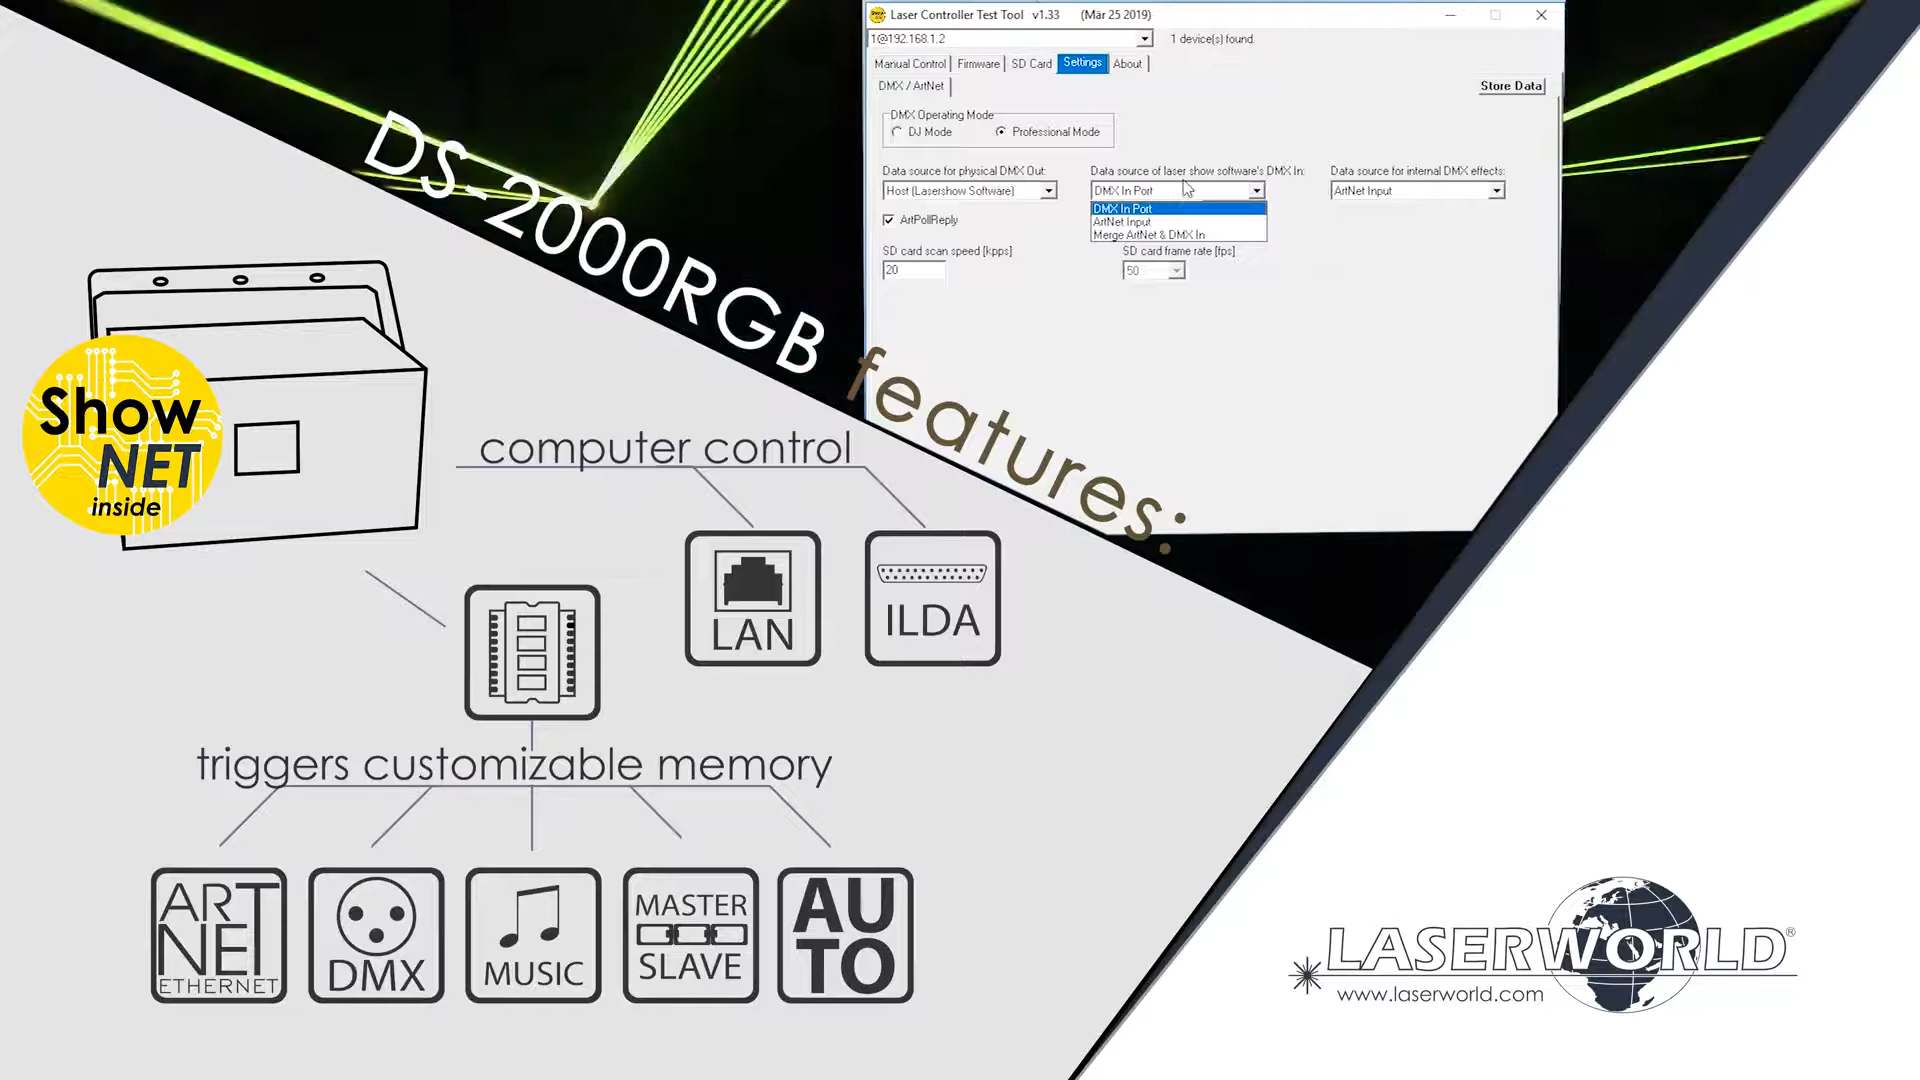 Laser Controller Test Tool v1.33 (Mär 25 2019)
1@192.168.1.2
1 device(s) found.
Manual Control Firmware SD Card Settings About
DMX / ArtNet
Store Data
DMX Operating Mode
DJ Mode Professional Mode
Data source for physical DMX Out: Data source of laser show software's DMX In: Data source for internal DMX effects:
Host (Lasershow Software) DMX In Port ArtNet Input
DMX In Port
ArtPollReply
ArtNet Input
Merge ArtNet & DMX In
SD card scan speed [kpps] SD card frame rate [fps]
20 50
DS-2000RGB features:
Show
NET
inside
computer control
LAN
ILDA
triggers customizable memory
ART
NET
ETHERNET
DMX
MUSIC
MASTER
SLAVE
AU
TO
LASERWORLD®
www.laserworld.com